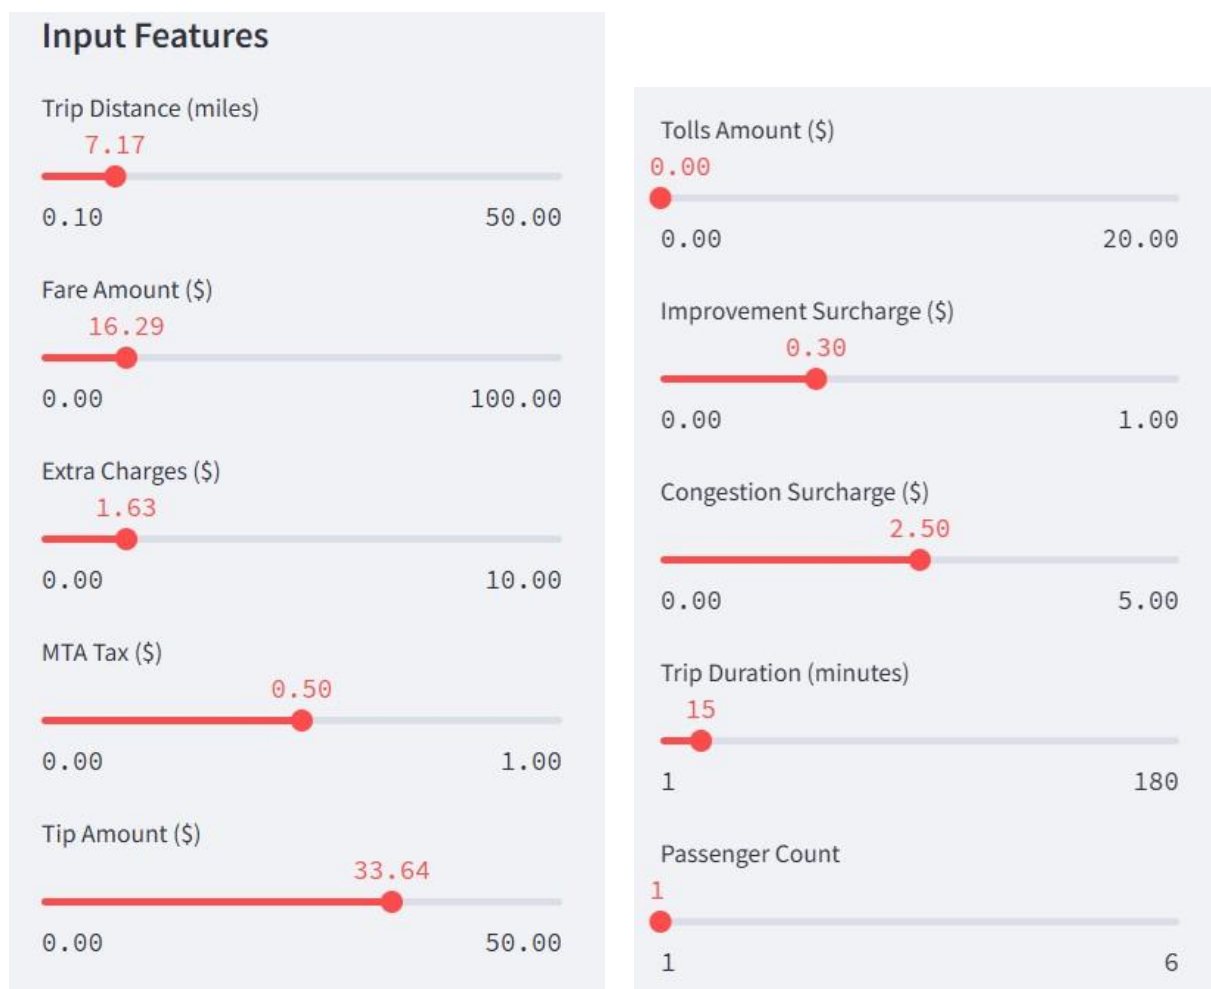 Input Features
Trip Distance (miles)
7.17
0.10 50.00
Fare Amount ($)
16.29
0.00 100.00
Extra Charges ($)
1.63
0.00 10.00
MTA Tax ($)
0.50
0.00 1.00
Tip Amount ($)
33.64
0.00 50.00
Tolls Amount ($)
0.00
0.00 20.00
Improvement Surcharge ($)
0.30
0.00 1.00
Congestion Surcharge ($)
2.50
0.00 5.00
Trip Duration (minutes)
15
1 180
Passenger Count
1
1 6